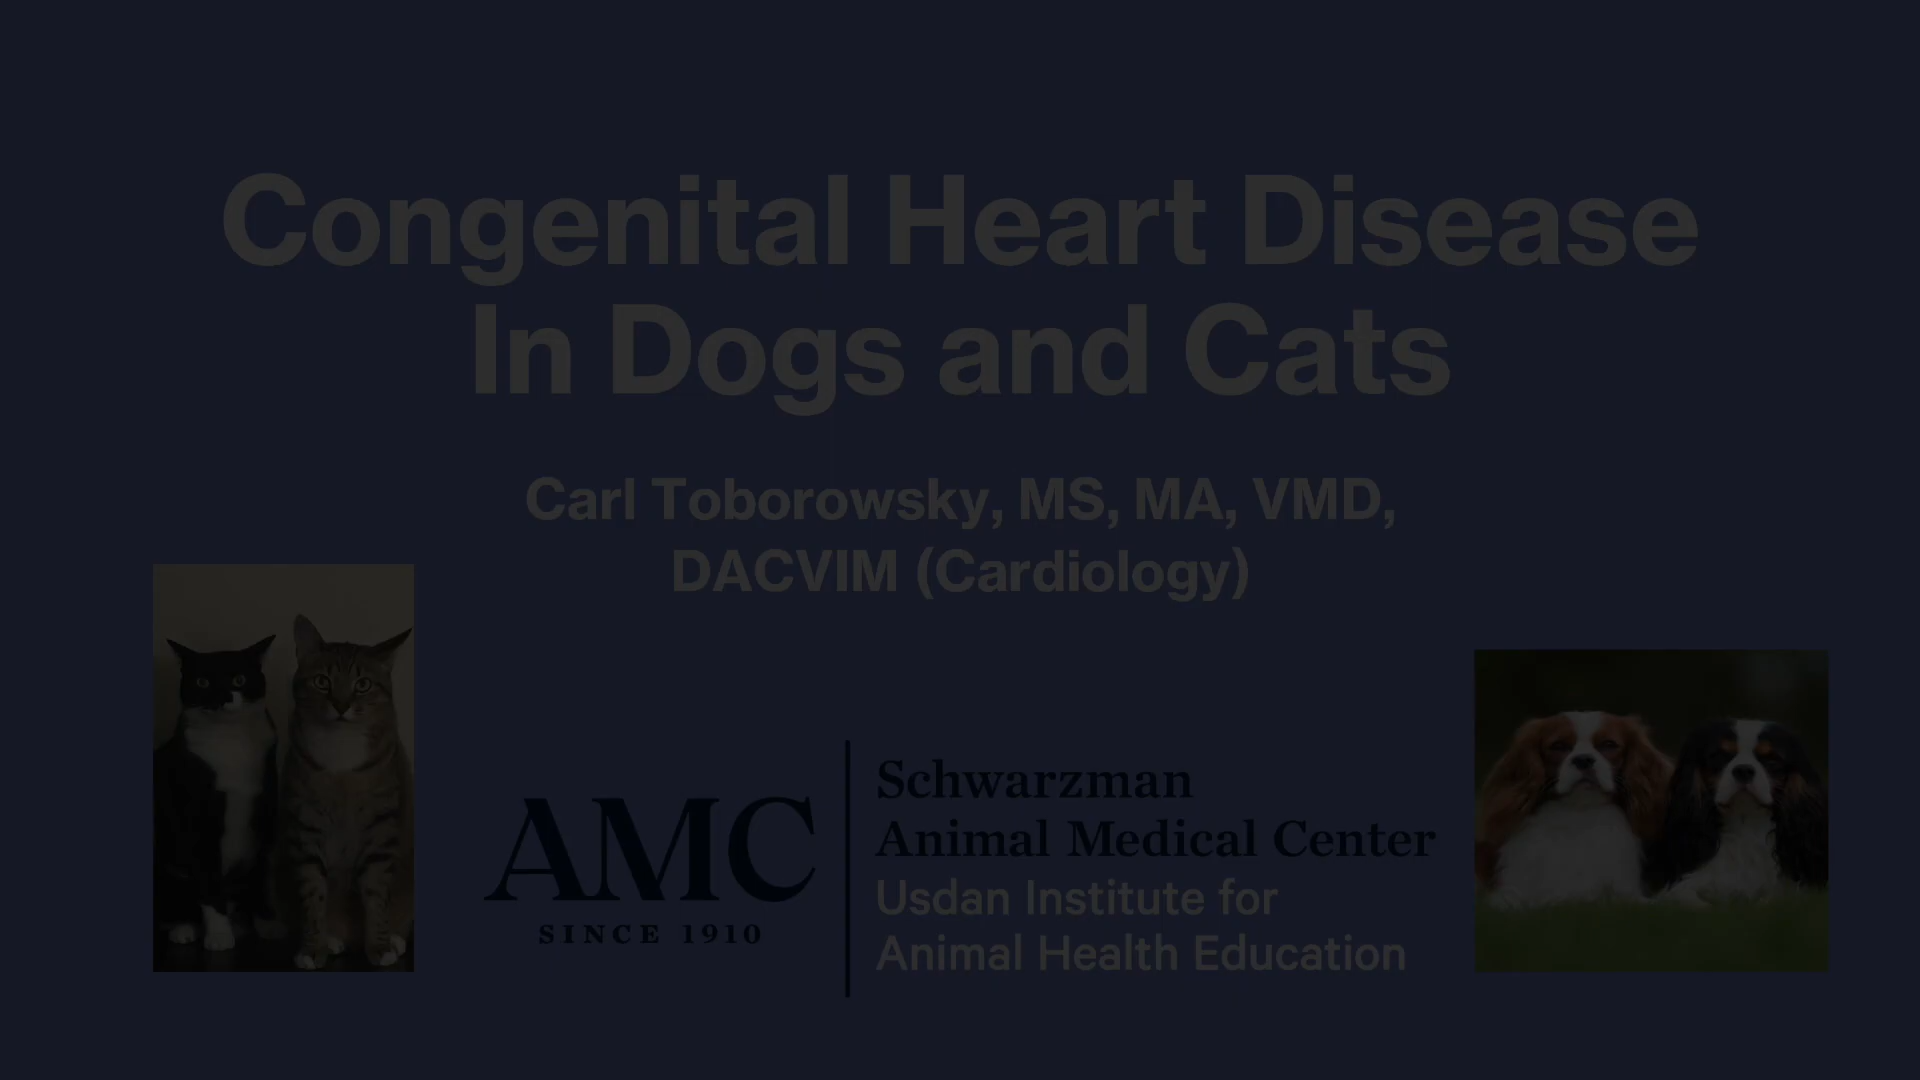 Congenital Heart Disease
In Dogs and Cats
Carl Toborowsky, MS, MA, VMD,
DACVIM (Cardiology)
AMC
SINCE 1910
Schwarzman
Animal Medical Center
Usdan Institute for
Animal Health Education